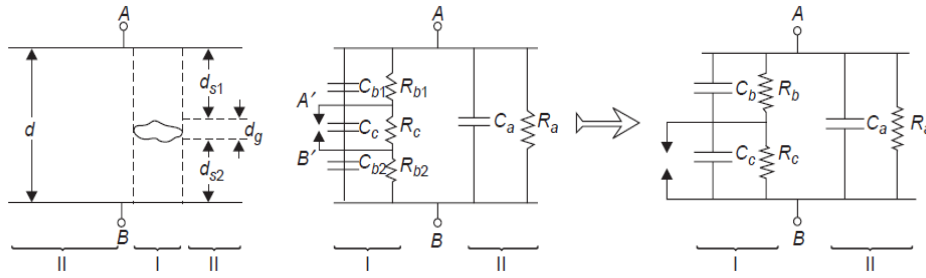 A
d
d_s1
d_g
d_s2
B
II
I
II
A
C_b1
R_b1
A′
C_c
R_c
C_a
R_a
B′
C_b2
R_b2
B
I
II
A
C_b
R_b
C_a
R_a
C_c
R_c
B
I
II